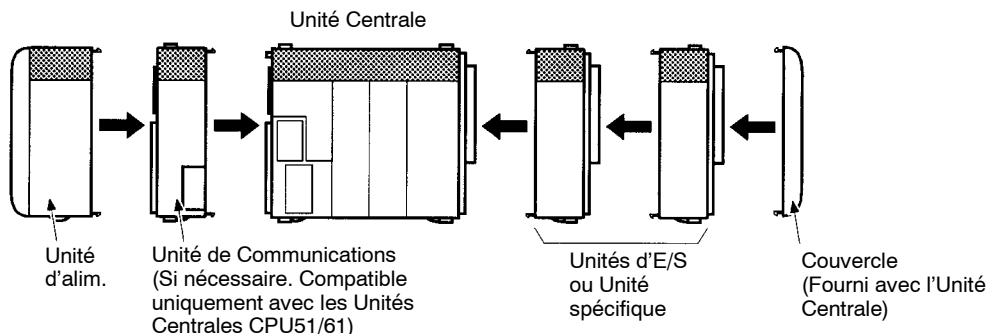 Unité Centrale
Unité
d'alim.
Unité de Communications
(Si nécessaire. Compatible
uniquement avec les Unités
Centrales CPU51/61)
Unités d'E/S
ou Unité
spécifique
Couvercle
(Fourni avec l'Unité
Centrale)